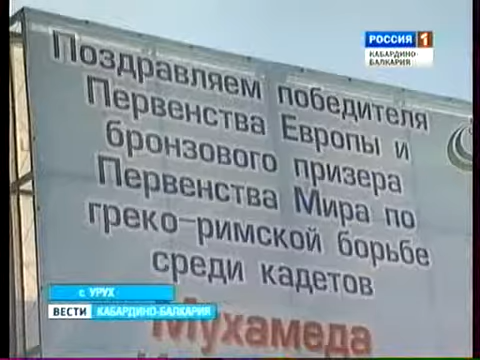 РОССИЯ 1
КАБАРДИНО-
БАЛКАРИЯ
Поздравляем победителя
Первенства Европы и
бронзового призера
Первенства Мира по
греко-римской борьбе
среди кадетов
Мухамеда
с. УРУХ
ВЕСТИ КАБАРДИНО-БАЛКАРИЯ